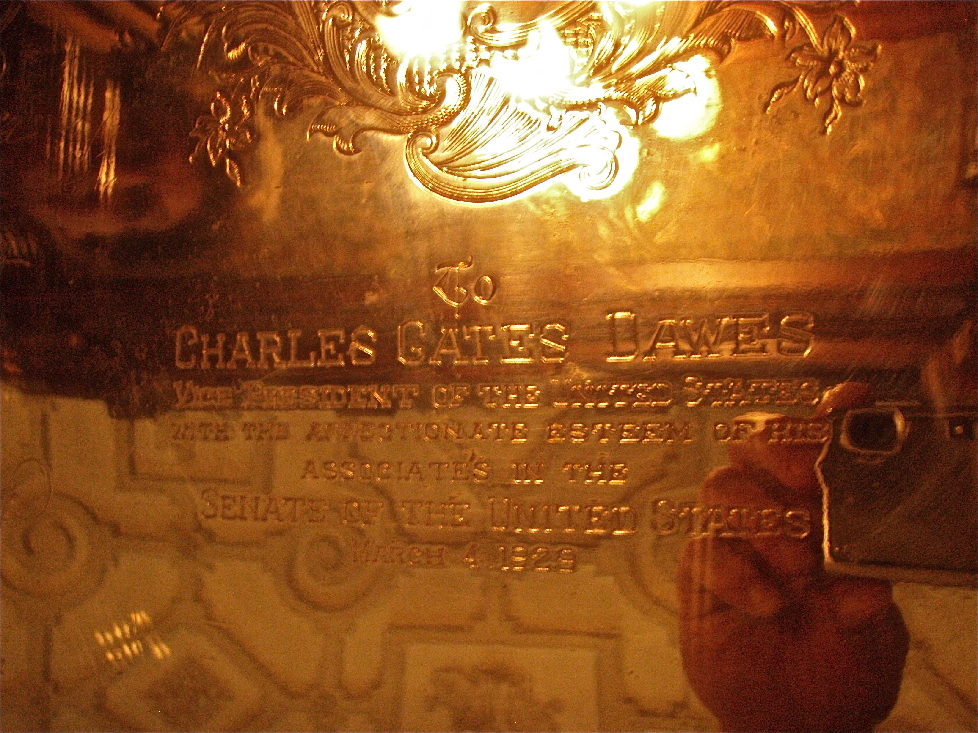 To
CHARLES GATES DAWES
VICE PRESIDENT OF THE UNITED STATES
WITH THE AFFECTIONATE ESTEEM OF HIS
ASSOCIATES IN THE
SENATE OF THE UNITED STATES
MARCH 4, 1929